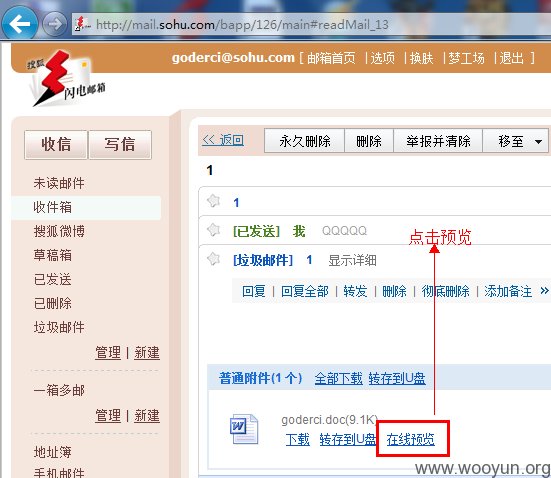 http://mail.sohu.com/bapp/126/main#readMail_13
goderci@sohu.com [ 邮箱首页 | 选项 | 换肤 | 梦工场 | 退出 ]
搜狐
闪电邮箱
收信 写信
<< 返回 永久删除 删除 举报并清除 移至
1
未读邮件
收件箱
搜狐微博
草稿箱
已发送
已删除
垃圾邮件
管理 | 新建
一箱多邮
管理 | 新建
地址簿
手机邮件
1
[已发送] 我 QQQQQ
点击预览
[垃圾邮件] 1 显示详细
回复 | 回复全部 | 转发 | 删除 | 彻底删除 | 添加备注 »
普通附件(1 个) 全部下载 转存到U盘
goderci.doc(9.1K)
下载 转存到U盘 在线预览
www.wooyun.org